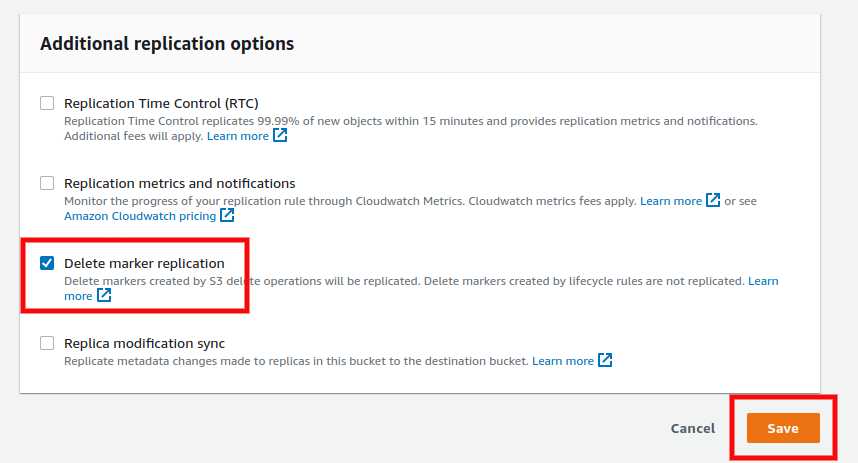 Additional replication options
Replication Time Control (RTC)
Replication Time Control replicates 99.99% of new objects within 15 minutes and provides replication metrics and notifications.
Additional fees will apply. Learn more
Replication metrics and notifications
Monitor the progress of your replication rule through Cloudwatch Metrics. Cloudwatch metrics fees apply. Learn more or see
Amazon Cloudwatch pricing
Delete marker replication
Delete markers created by S3 delete operations will be replicated. Delete markers created by lifecycle rules are not replicated. Learn
more
Replica modification sync
Replicate metadata changes made to replicas in this bucket to the destination bucket. Learn more
Cancel Save